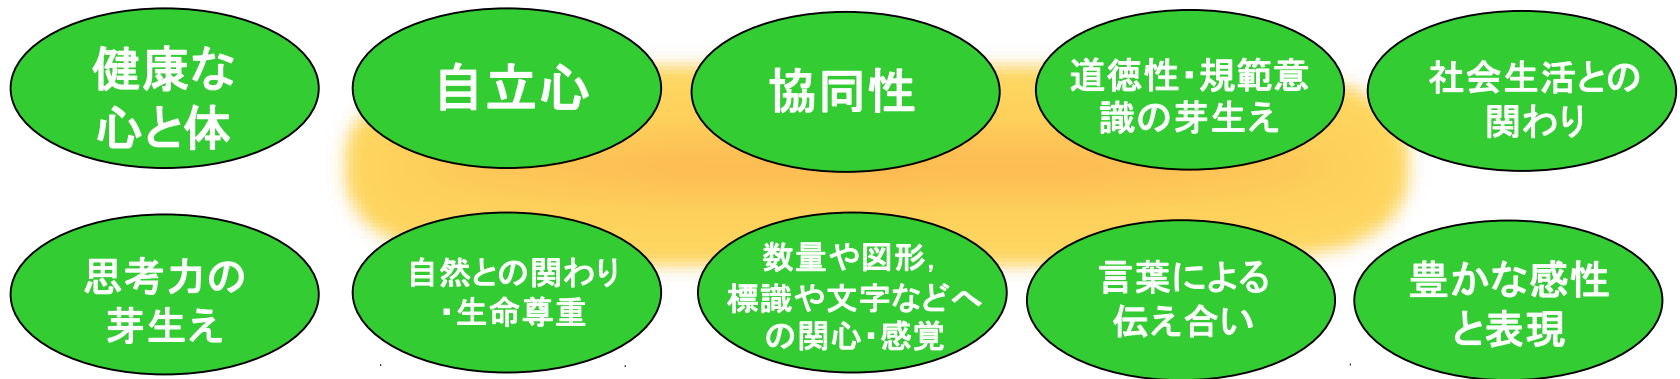 健康な
心と体
自立心
協同性
道徳性・規範意
識の芽生え
社会生活との
関わり
思考力の
芽生え
自然との関わり
・生命尊重
数量や図形,
標識や文字などへ
の関心・感覚
言葉による
伝え合い
豊かな感性
と表現